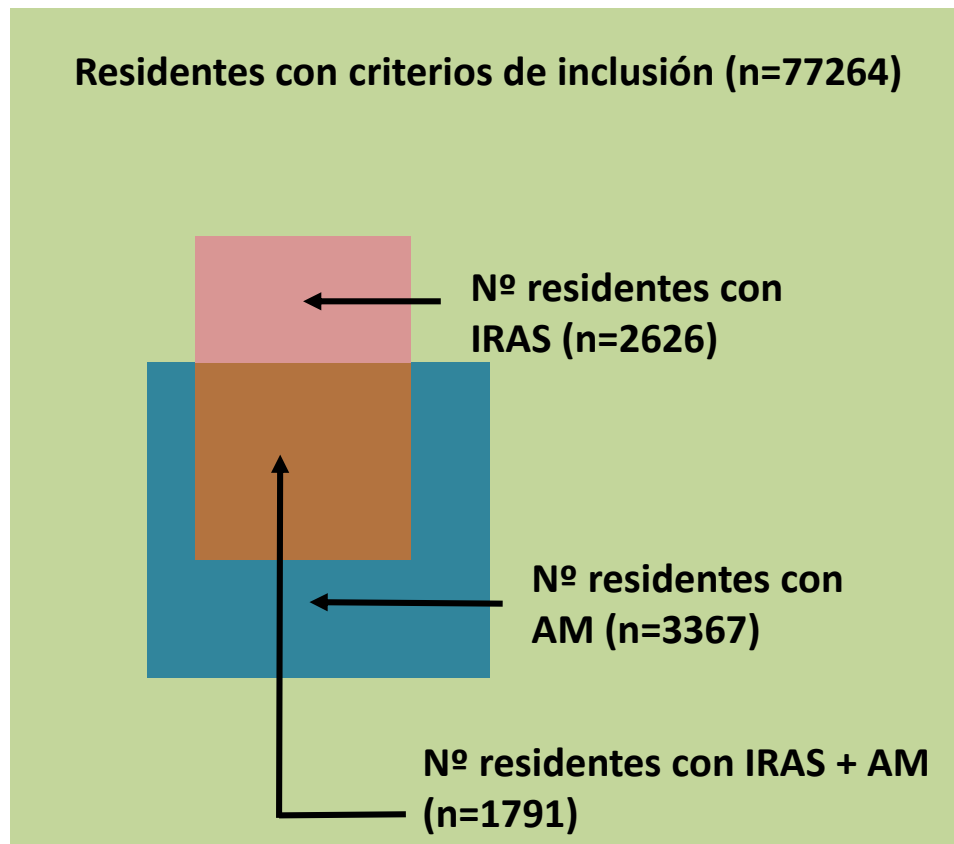 Residentes con criterios de inclusión (n=77264)
Nº residentes con
IRAS (n=2626)
Nº residentes con
AM (n=3367)
Nº residentes con IRAS + AM
(n=1791)